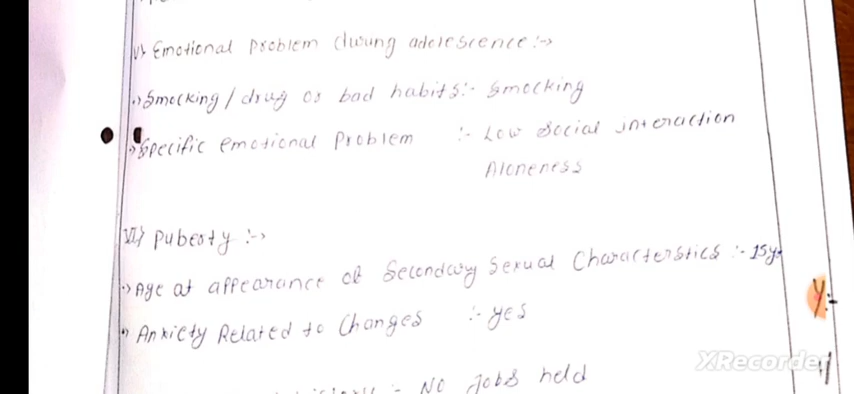 V) Emotional Problem during adolescence :->
•) Smocking / drug or bad habits :- Smocking
•) Specific emotional Problem :- Low Social interaction
Aloneness
VI) Puberty :->
•) Age at appearance of Secondary Sexual Characterstics :- 15y
•) Anxiety Related to Changes :- yes
:- No Jobs held
XRecorder